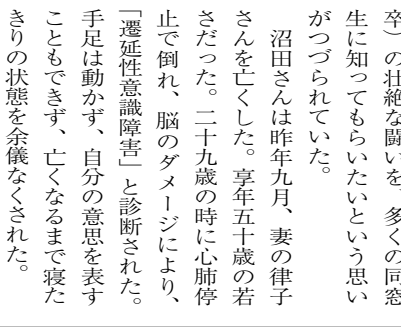 卒）の壮絶な闘いを、多くの同窓
生に知ってもらいたいという思い
がつづられていた。
沼田さんは昨年九月、妻の律子
さんを亡くした。享年五十歳の若
さだった。二十九歳の時に心肺停
止で倒れ、脳のダメージにより、
「遷延性意識障害」と診断された。
手足は動かず、自分の意思を表す
こともできず、亡くなるまで寝た
きりの状態を余儀なくされた。